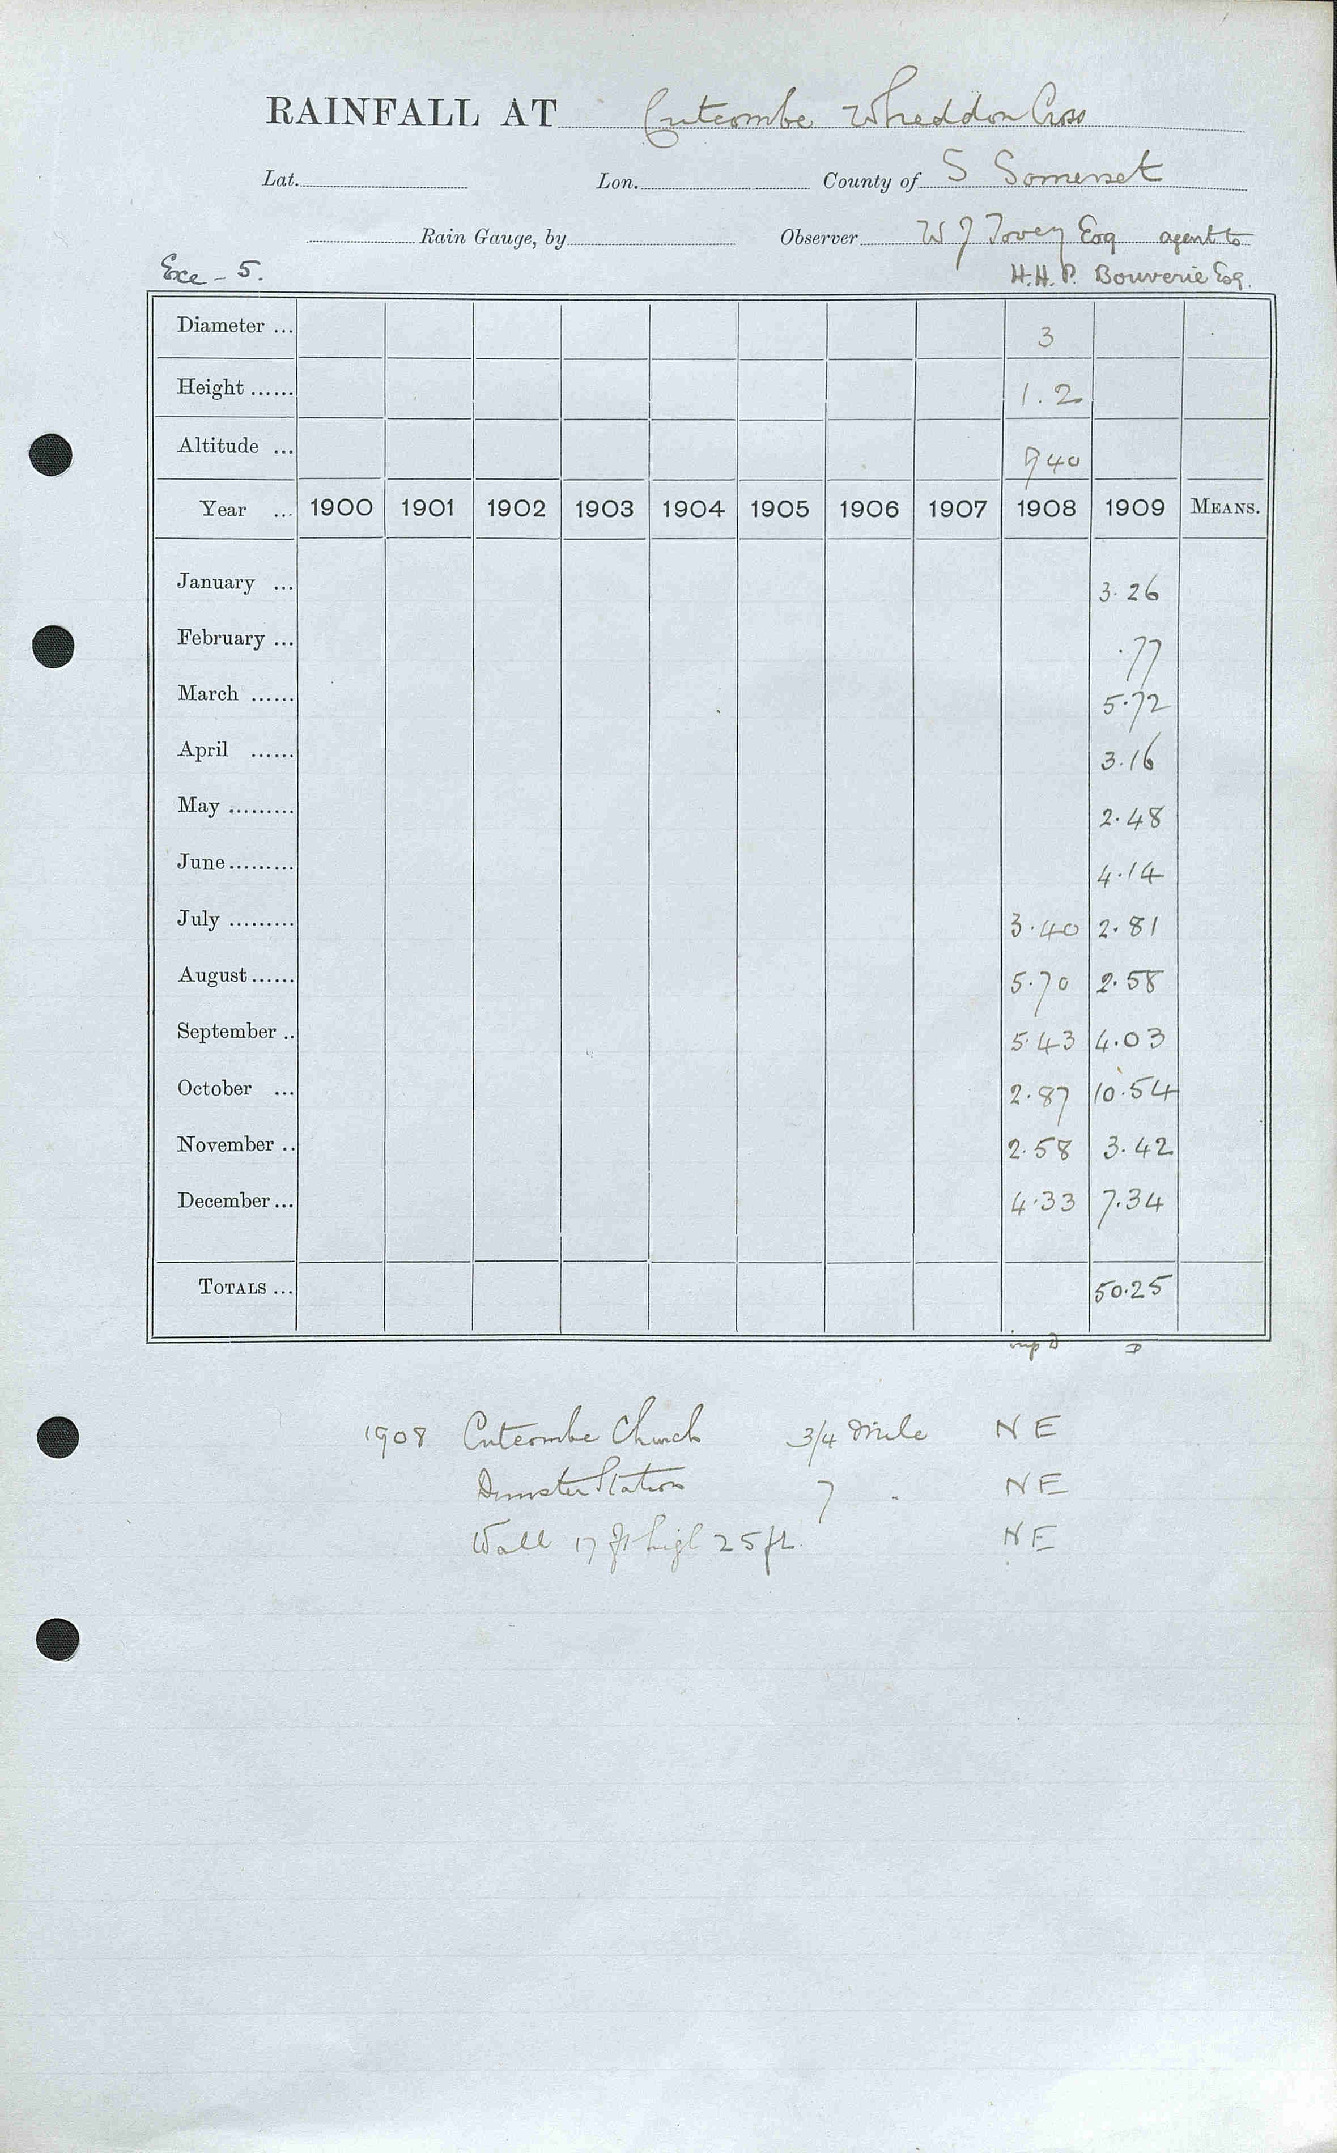 RAINFALL AT Cutcombe Wheddon Cross
Lat. Lon. County of S Somerset
Rain Gauge, by Observer W J Tovey Esq agent to
Exe - 5. H.H.P. Bouverie Esq.
Diameter ... 3
Height ...... 1.2
Altitude ... 940
Year ... 1900 1901 1902 1903 1904 1905 1906 1907 1908 1909 MEANS.
January ... 3.26
February ... .77
March ...... 5.72
April ...... 3.16
May ......... 2.48
June ......... 4.14
July ......... 3.40 2.81
August ...... 5.70 2.58
September .. 5.43 4.03
October ... 2.87 10.54
November .. 2.58 3.42
December ... 4.33 7.34
TOTALS ... 50.25
1908 Cutcombe Church 3/4 Mile NE
Dunster Station 7 " NE
Wall 17 ft high 25 ft. NE